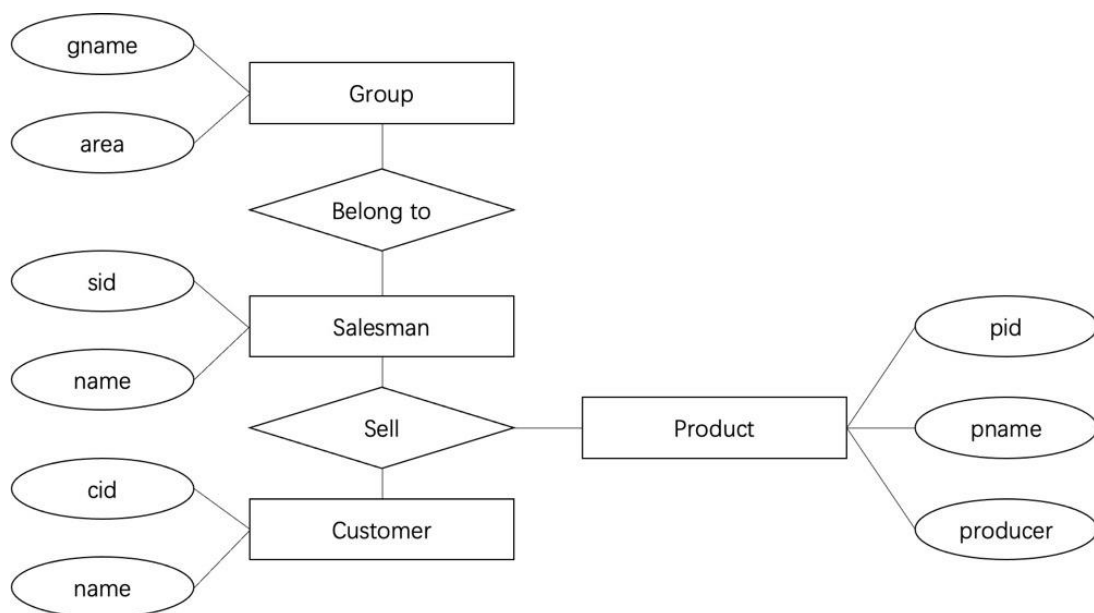 gname
Group
area
Belong to
sid
Salesman
name
pid
Sell
Product
pname
cid
Customer
name
producer